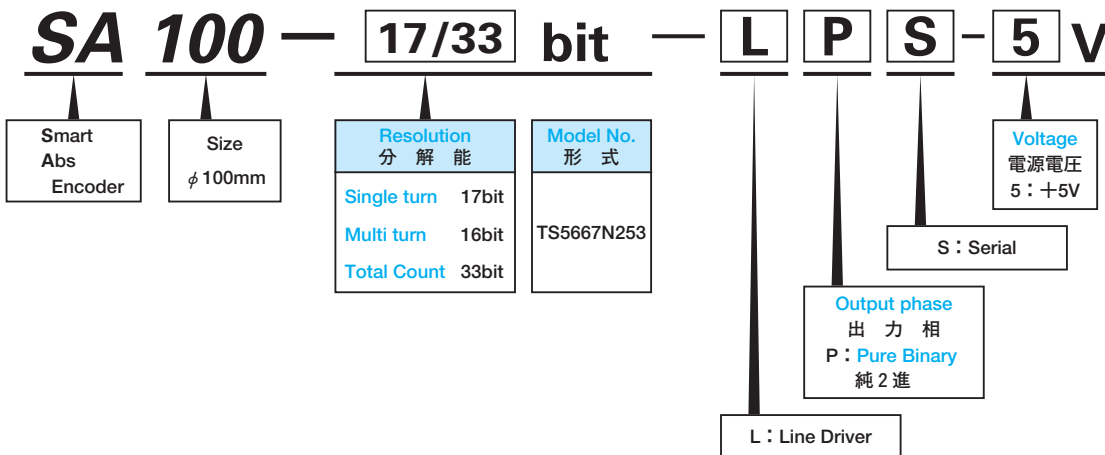 SA 100 — 17/33 bit — L P S - 5 V
Smart
Abs
Encoder
Size
φ100mm
Resolution
分 解 能
Single turn 17bit
Multi turn 16bit
Total Count 33bit
Model No.
形 式
TS5667N253
Voltage
電源電圧
5：＋5V
S：Serial
Output phase
出 力 相
P：Pure Binary
純２進
L：Line Driver